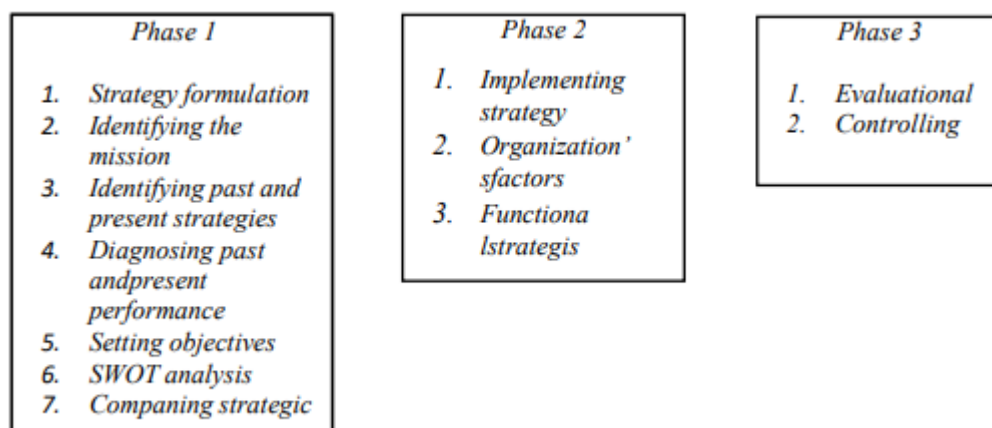 Phase 1
1. Strategy formulation
2. Identifying the
mission
3. Identifying past and
present strategies
4. Diagnosing past
andpresent
performance
5. Setting objectives
6. SWOT analysis
7. Companing strategic
Phase 2
1. Implementing
strategy
2. Organization’
sfactors
3. Functiona
lstrategis
Phase 3
1. Evaluational
2. Controlling